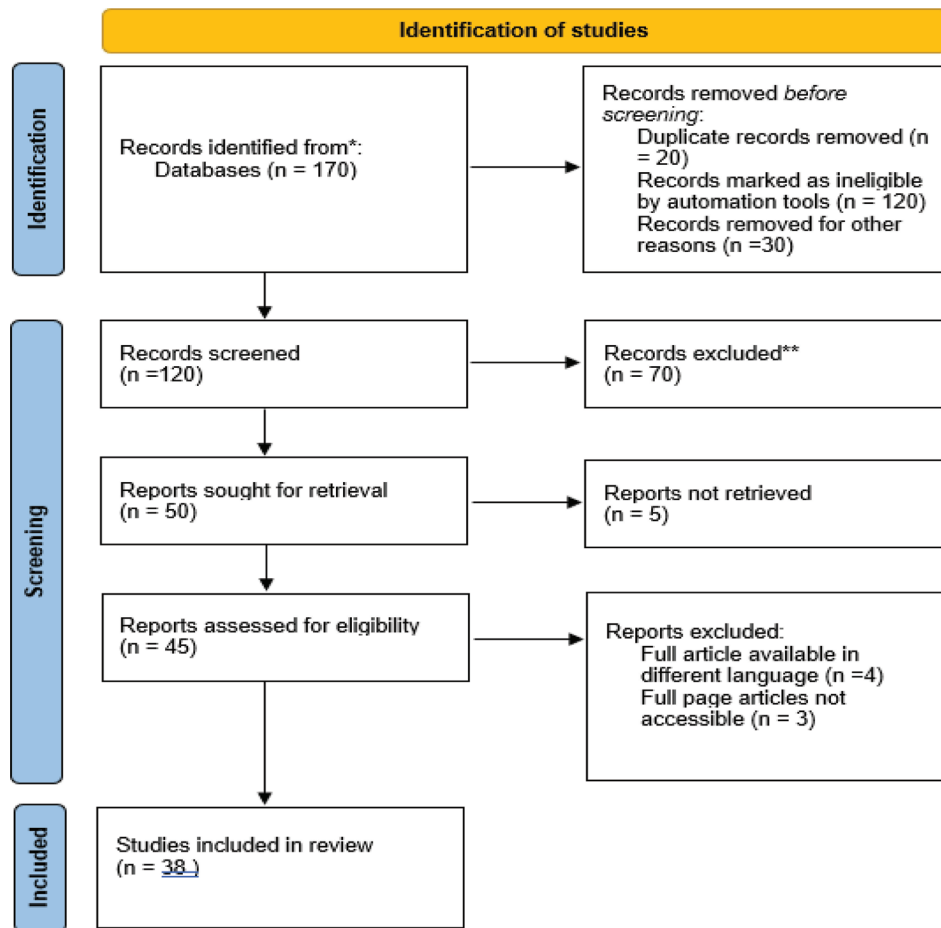 Identification of studies
Identification
Records identified from*:
Databases (n = 170)
Records removed before
screening:
Duplicate records removed (n
= 20)
Records marked as ineligible
by automation tools (n = 120)
Records removed for other
reasons (n =30)
Screening
Records screened
(n =120)
Records excluded**
(n = 70)
Reports sought for retrieval
(n = 50)
Reports not retrieved
(n = 5)
Reports assessed for eligibility
(n = 45)
Reports excluded:
Full article available in
different language (n =4)
Full page articles not
accessible (n = 3)
Included
Studies included in review
(n = 38 )